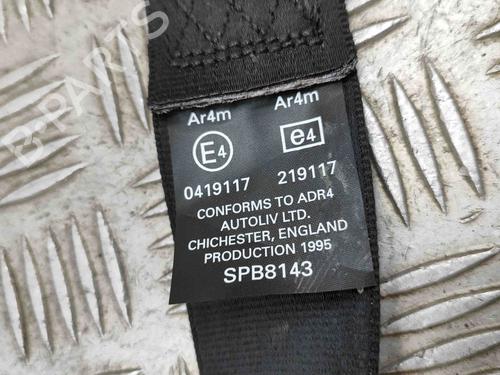 Ar4m Ar4m
E4 e4
0419117 219117
CONFORMS TO ADR4
AUTOLIV LTD.
CHICHESTER, ENGLAND
PRODUCTION 1995
SPB8143
B-PARTS